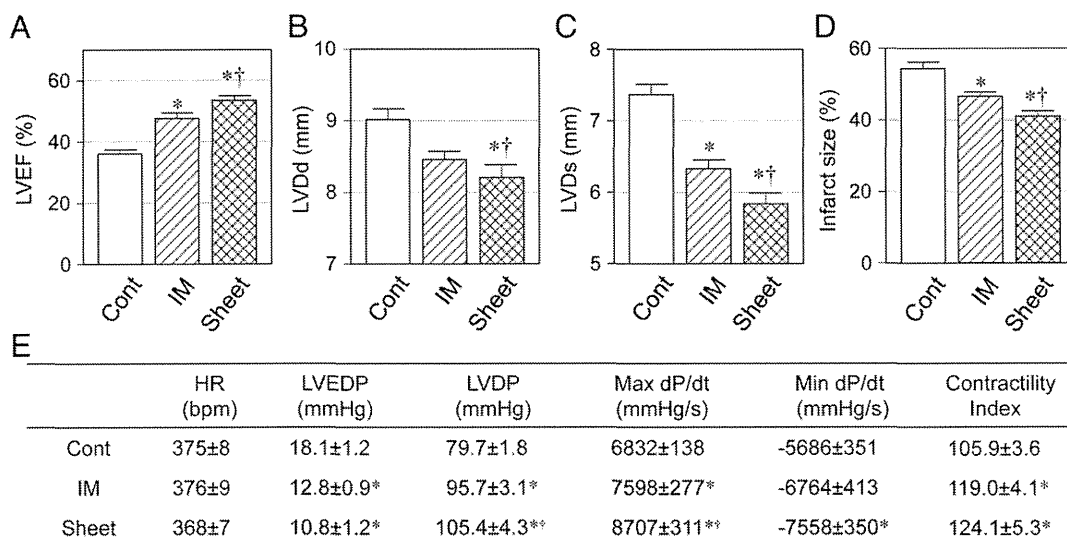 A
LVEF (%)
60
40
20
0
*
*†
Cont
IM
Sheet
B
LVDd (mm)
10
9
8
7
*†
Cont
IM
Sheet
C
LVDs (mm)
8
7
6
5
*
*†
Cont
IM
Sheet
D
Infarct size (%)
60
40
20
0
*
*†
Cont
IM
Sheet
E
HR LVEDP LVDP Max dP/dt Min dP/dt Contractility
(bpm) (mmHg) (mmHg) (mmHg/s) (mmHg/s) Index
Cont 375±8 18.1±1.2 79.7±1.8 6832±138 -5686±351 105.9±3.6
IM 376±9 12.8±0.9* 95.7±3.1* 7598±277* -6764±413 119.0±4.1*
Sheet 368±7 10.8±1.2* 105.4±4.3*† 8707±311*† -7558±350* 124.1±5.3*